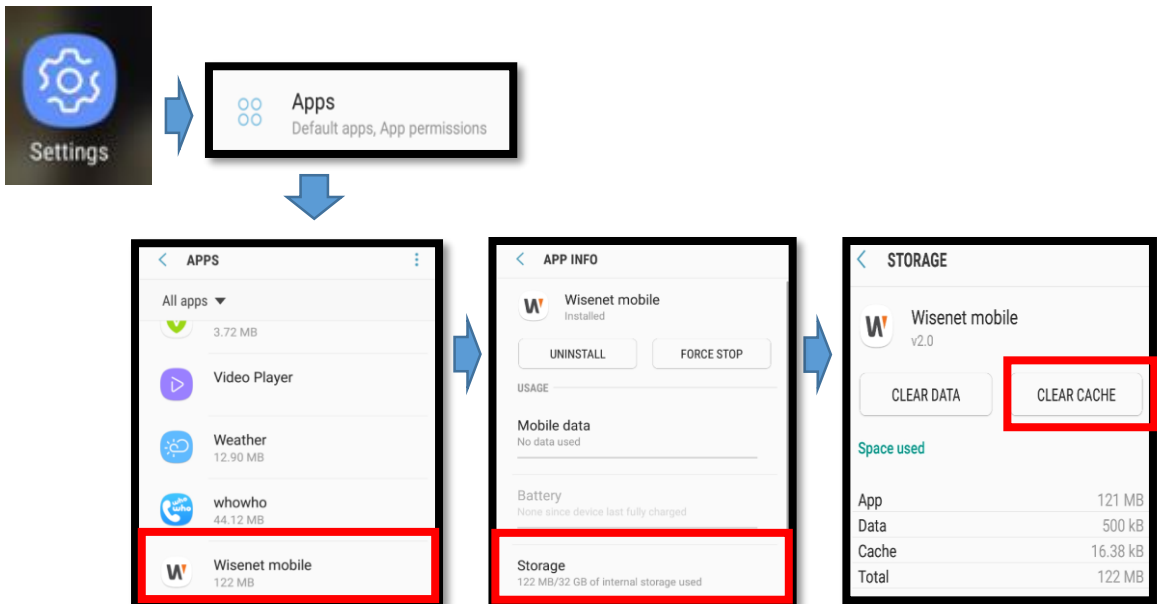 Settings
Apps
Default apps, App permissions
APPS
All apps
3.72 MB
Video Player
Weather
12.90 MB
who
who
whowho
44.12 MB
W
Wisenet mobile
122 MB
APP INFO
W
Wisenet mobile
Installed
UNINSTALL
FORCE STOP
USAGE
Mobile data
No data used
Battery
None since device last fully charged
Storage
122 MB/32 GB of internal storage used
STORAGE
W
Wisenet mobile
v2.0
CLEAR DATA
CLEAR CACHE
Space used
App 121 MB
Data 500 kB
Cache 16.38 kB
Total 122 MB